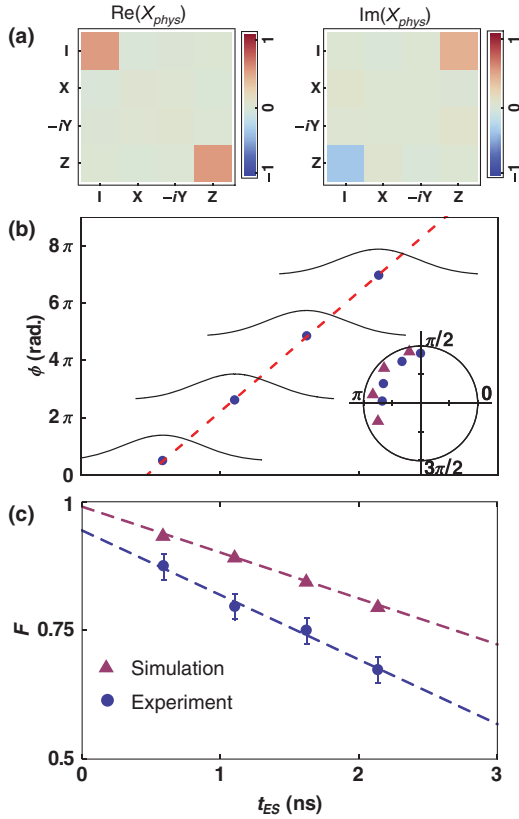 (a)
Re(X_phys) Im(X_phys)
I 1 I 1
X X
0 0
-iY -iY
Z -1 Z -1
I X -iY Z I X -iY Z
(b)
8π
6π
4π
2π
0
ϕ (rad.)
π/2
π 0
3π/2
(c)
1
0.75
0.5
F
Simulation
Experiment
0 1 2 3
t_ES (ns)